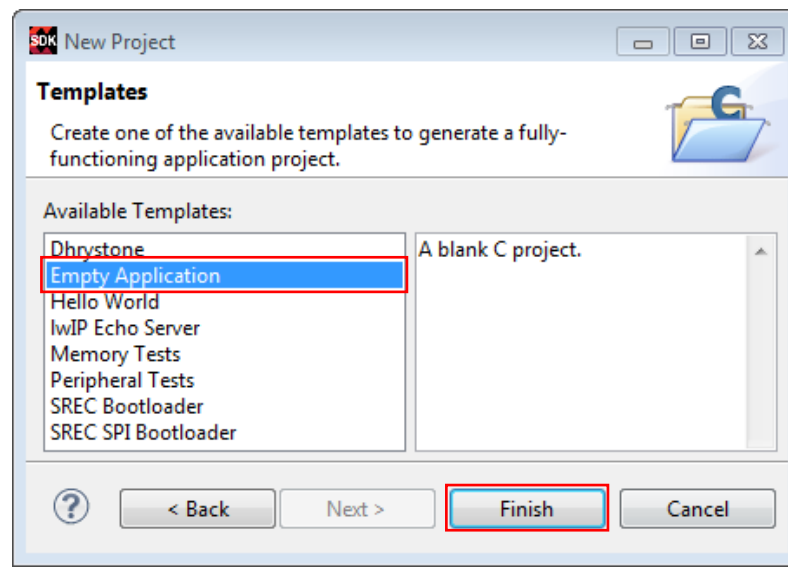 SDK New Project
Templates
Create one of the available templates to generate a fully-
functioning application project.
Available Templates:
Dhrystone
Empty Application
Hello World
lwIP Echo Server
Memory Tests
Peripheral Tests
SREC Bootloader
SREC SPI Bootloader
A blank C project.
? < Back Next > Finish Cancel